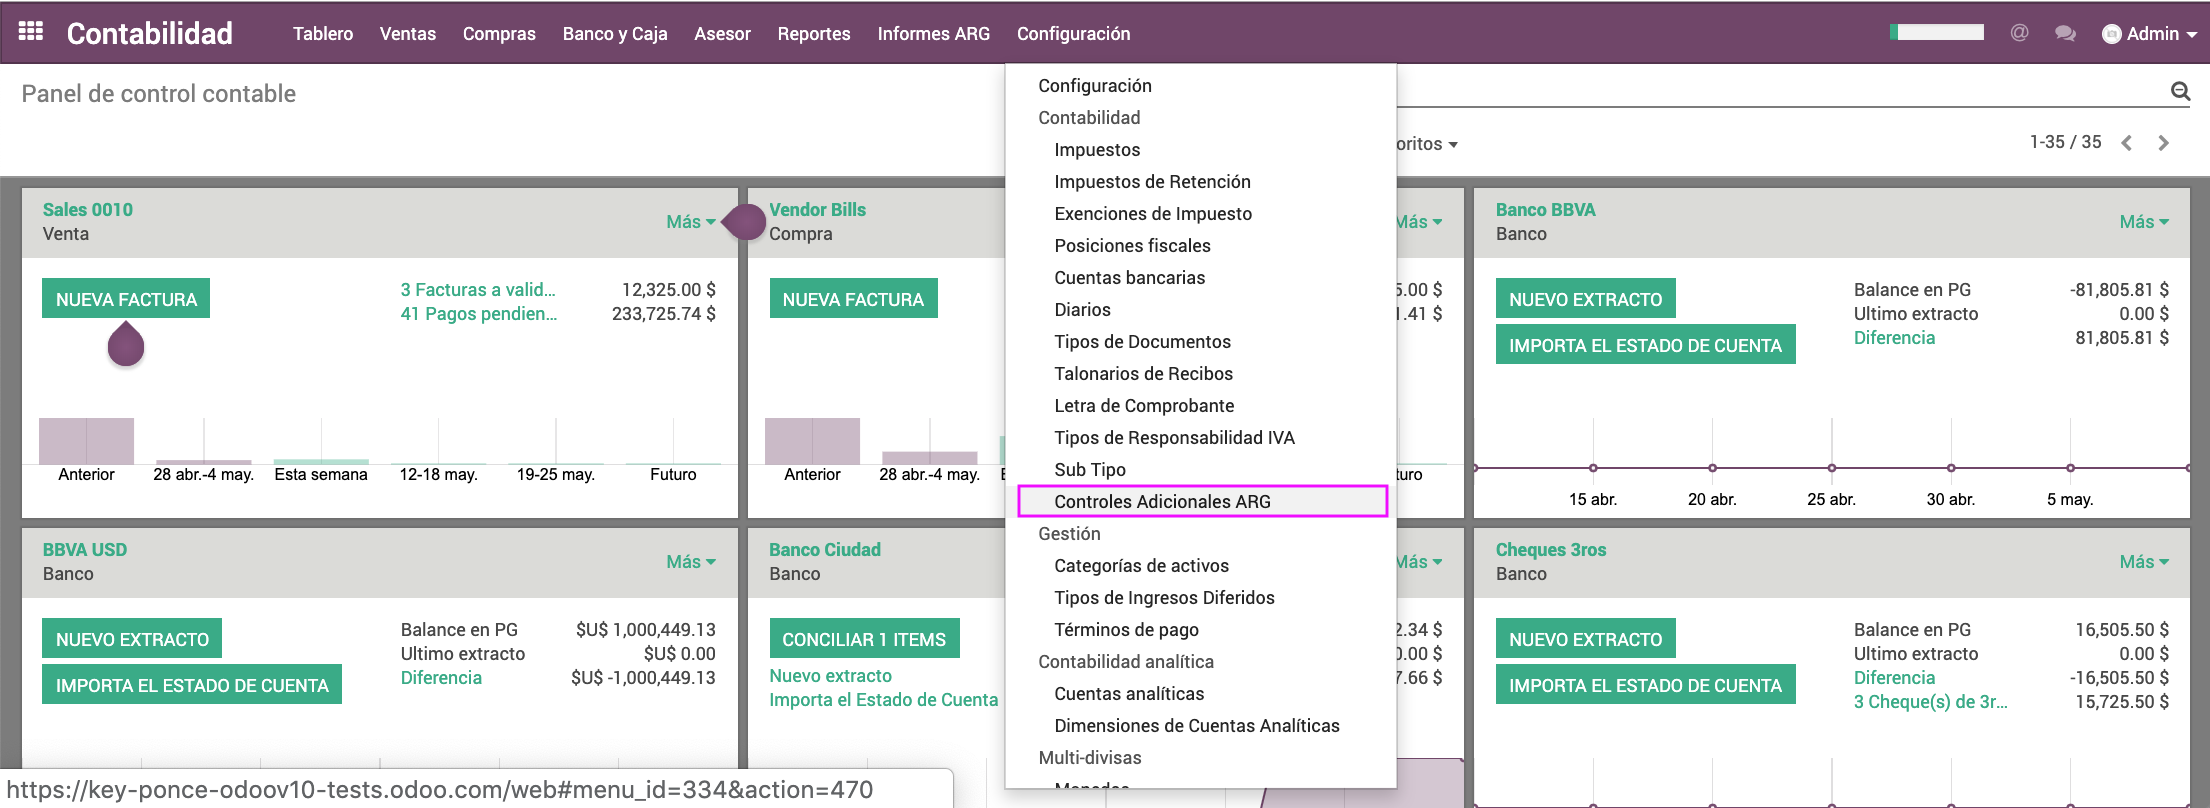 Contabilidad Tablero Ventas Compras Banco y Caja Asesor Reportes Informes ARG Configuración @ Admin
Panel de control contable
oritos
1-35 / 35
Configuración
Contabilidad
Impuestos
Impuestos de Retención
Exenciones de Impuesto
Posiciones fiscales
Cuentas bancarias
Diarios
Tipos de Documentos
Talonarios de Recibos
Letra de Comprobante
Tipos de Responsabilidad IVA
Sub Tipo
Controles Adicionales ARG
Gestión
Categorías de activos
Tipos de Ingresos Diferidos
Términos de pago
Contabilidad analítica
Cuentas analíticas
Dimensiones de Cuentas Analíticas
Multi-divisas
Sales 0010
Venta
Más
NUEVA FACTURA
3 Facturas a valid... 12,325.00 $
41 Pagos pendien... 233,725.74 $
Anterior 28 abr.-4 may. Esta semana 12-18 may. 19-25 may. Futuro
Vendor Bills
Compra
Más
NUEVA FACTURA
5.00 $
1.41 $
Anterior 28 abr.-4 may. turo
Banco BBVA
Banco
Más
NUEVO EXTRACTO
IMPORTA EL ESTADO DE CUENTA
Balance en PG -81,805.81 $
Ultimo extracto 0.00 $
Diferencia 81,805.81 $
15 abr. 20 abr. 25 abr. 30 abr. 5 may.
BBVA USD
Banco
Más
NUEVO EXTRACTO
IMPORTA EL ESTADO DE CUENTA
Balance en PG $U$ 1,000,449.13
Ultimo extracto $U$ 0.00
Diferencia $U$ -1,000,449.13
Banco Ciudad
Banco
Más
CONCILIAR 1 ITEMS
Nuevo extracto
Importa el Estado de Cuenta
2.34 $
0.00 $
7.66 $
Cheques 3ros
Banco
Más
NUEVO EXTRACTO
IMPORTA EL ESTADO DE CUENTA
Balance en PG 16,505.50 $
Ultimo extracto 0.00 $
Diferencia -16,505.50 $
3 Cheque(s) de 3r... 15,725.50 $
https://key-ponce-odoov10-tests.odoo.com/web#menu_id=334&action=470